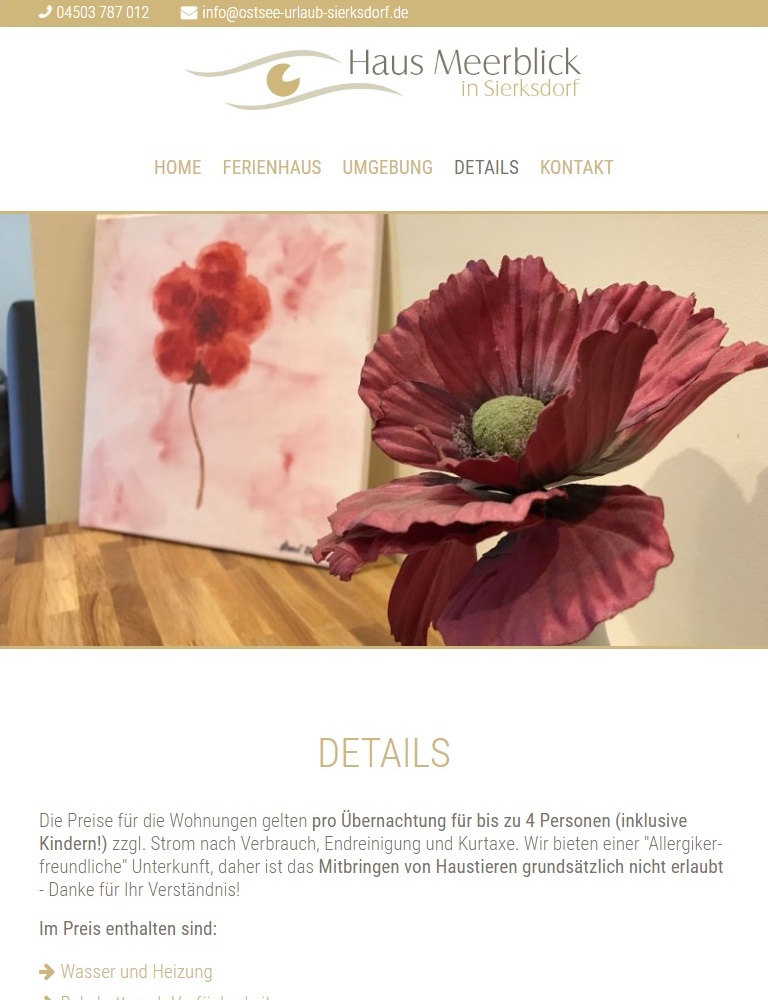 04503 787 012 info@ostsee-urlaub-sierksdorf.de
Haus Meerblick
in Sierksdorf
HOME FERIENHAUS UMGEBUNG DETAILS KONTAKT
DETAILS
Die Preise für die Wohnungen gelten pro Übernachtung für bis zu 4 Personen (inklusive
Kindern!) zzgl. Strom nach Verbrauch, Endreinigung und Kurtaxe. Wir bieten einer "Allergiker-
freundliche" Unterkunft, daher ist das Mitbringen von Haustieren grundsätzlich nicht erlaubt
- Danke für Ihr Verständnis!
Im Preis enthalten sind:
Wasser und Heizung